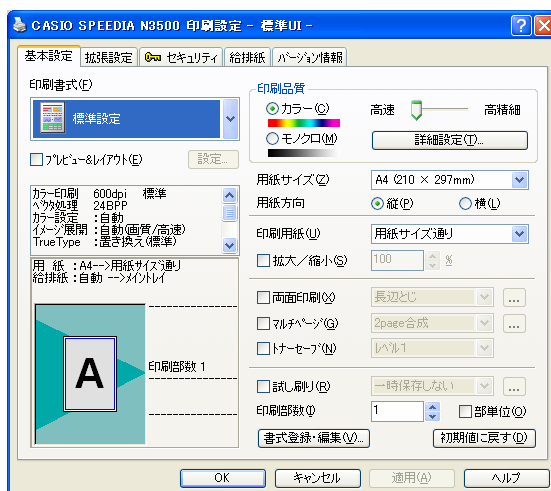 CASIO SPEEDIA N3500 印刷設定 - 標準UI -
基本設定 拡張設定 セキュリティ 給排紙 バージョン情報
印刷書式(F)
標準設定
プレビュー&レイアウト(E) 設定...
カラー印刷 600dpi 標準
ベクタ処理 24BPP
カラー設定 :自動
イメージ展開 :自動(画質/高速)
TrueType :置き換え(標準)
用 紙 :A4-->用紙サイズ通り
給排紙:自動 -->メイントレイ
A
印刷部数 1
印刷品質
カラー(C) 高速 高精細
モノクロ(M) 詳細設定(T)...
用紙サイズ(Z) A4 (210 × 297mm)
用紙方向 縦(P) 横(L)
印刷用紙(U) 用紙サイズ通り
拡大/縮小(S) 100 %
両面印刷(X) 長辺とじ ...
マルチページ(G) 2page合成 ...
トナーセーブ(N) レベル1
試し刷り(R) 一時保存しない ...
印刷部数(I) 1 部単位(O)
書式登録・編集(V)... 初期値に戻す(D)
OK キャンセル 適用(A) ヘルプ